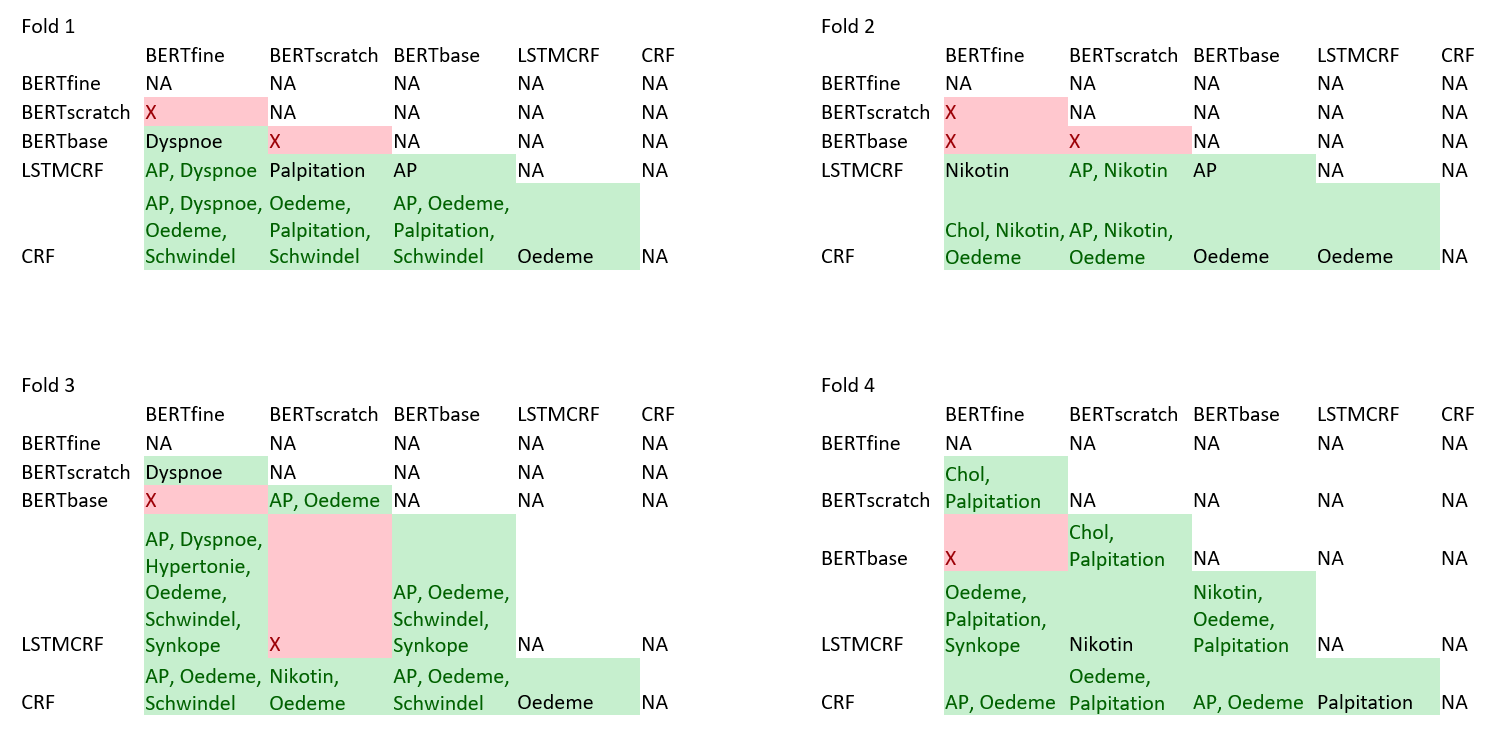 Fold 1
BERTfine BERTscratch BERTbase LSTMCRF CRF
BERTfine NA NA NA NA NA
BERTscratch X NA NA NA NA
BERTbase Dyspnoe X NA NA NA
LSTMCRF AP, Dyspnoe Palpitation AP NA NA
AP, Dyspnoe, Oedeme, AP, Oedeme,
Oedeme, Palpitation, Palpitation,
CRF Schwindel Schwindel Schwindel Oedeme NA
Fold 2
BERTfine BERTscratch BERTbase LSTMCRF CRF
BERTfine NA NA NA NA NA
BERTscratch X NA NA NA NA
BERTbase X X NA NA NA
LSTMCRF Nikotin AP, Nikotin AP NA NA
Chol, Nikotin, AP, Nikotin,
CRF Oedeme Oedeme Oedeme Oedeme NA
Fold 3
BERTfine BERTscratch BERTbase LSTMCRF CRF
BERTfine NA NA NA NA NA
BERTscratch Dyspnoe NA NA NA NA
BERTbase X AP, Oedeme NA NA NA
AP, Dyspnoe,
Hypertonie,
Oedeme, AP, Oedeme,
Schwindel, Schwindel,
LSTMCRF Synkope X Synkope NA NA
AP, Oedeme, Nikotin, AP, Oedeme,
CRF Schwindel Oedeme Schwindel Oedeme NA
Fold 4
BERTfine BERTscratch BERTbase LSTMCRF CRF
BERTfine NA NA NA NA NA
Chol,
BERTscratch Palpitation NA NA NA NA
Chol,
BERTbase X Palpitation NA NA NA
Oedeme, Nikotin,
Palpitation, Oedeme,
LSTMCRF Synkope Nikotin Palpitation NA NA
Oedeme,
CRF AP, Oedeme Palpitation AP, Oedeme Palpitation NA